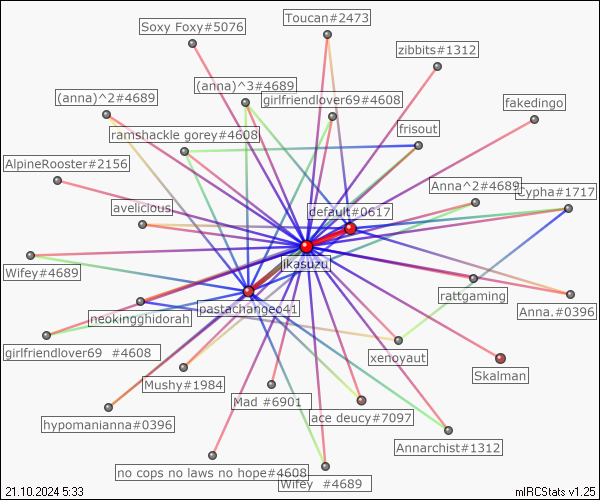 Toucan#2473
Soxy Foxy#5076
zibbits#1312
(anna)^3#4689
(anna)^2#4689
girlfriendlover69#4608
fakedingo
ramshackle gorey#4608
frisout
AlpineRooster#2156
Anna^2#4689
Cypha#1717
avelicious
default#0617
jkasuzu
Wifey#4689
rattgaming
pastachangeo41
Anna.#0396
neokingghidorah
girlfriendlover69 #4608
xenoyaut
Skalman
Mushy#1984
Mad #6901
ace deucy#7097
hypomanianna#0396
Annarchist#1312
no cops no laws no hope#4608
Wifey #4689
21.10.2024 5:33
mIRCStats v1.25